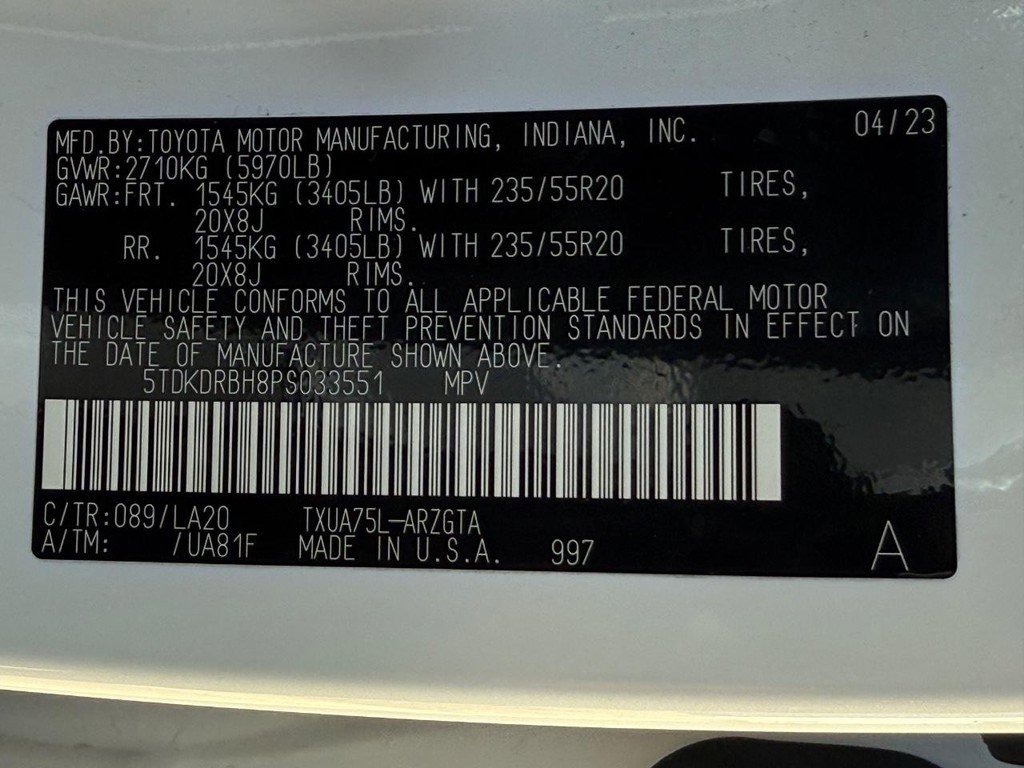 MFD.BY:TOYOTA MOTOR MANUFACTURING, INDIANA, INC. 04/23
GVWR:2710KG (5970LB)
GAWR:FRT. 1545KG (3405LB) WITH 235/55R20 TIRES,
20X8J RIMS.
RR. 1545KG (3405LB) WITH 235/55R20 TIRES,
20X8J RIMS.
THIS VEHICLE CONFORMS TO ALL APPLICABLE FEDERAL MOTOR
VEHICLE SAFETY AND THEFT PREVENTION STANDARDS IN EFFECT ON
THE DATE OF MANUFACTURE SHOWN ABOVE.
5TDKDRBH8PS033551 MPV
C/TR:089/LA20 TXUA75L-ARZGTA
A/TM: /UA81F MADE IN U.S.A. 997 A